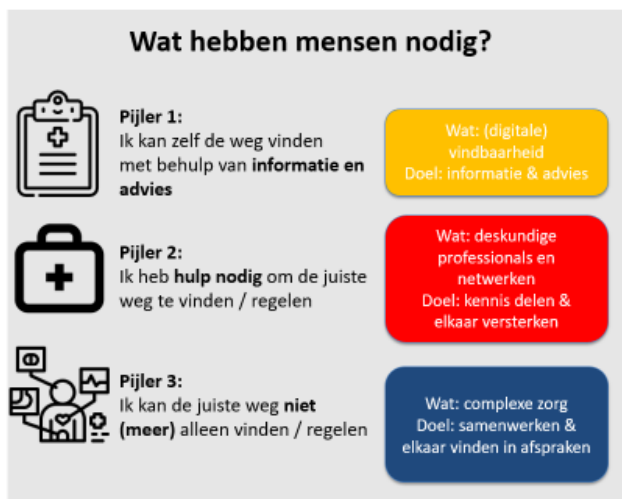 Wat hebben mensen nodig?
Pijler 1:
Ik kan zelf de weg vinden
met behulp van informatie en
advies
Wat: (digitale)
vindbaarheid
Doel: informatie & advies
Pijler 2:
Ik heb hulp nodig om de juiste
weg te vinden / regelen
Wat: deskundige
professionals en
netwerken
Doel: kennis delen &
elkaar versterken
Pijler 3:
Ik kan de juiste weg niet
(meer) alleen vinden / regelen
Wat: complexe zorg
Doel: samenwerken &
elkaar vinden in afspraken